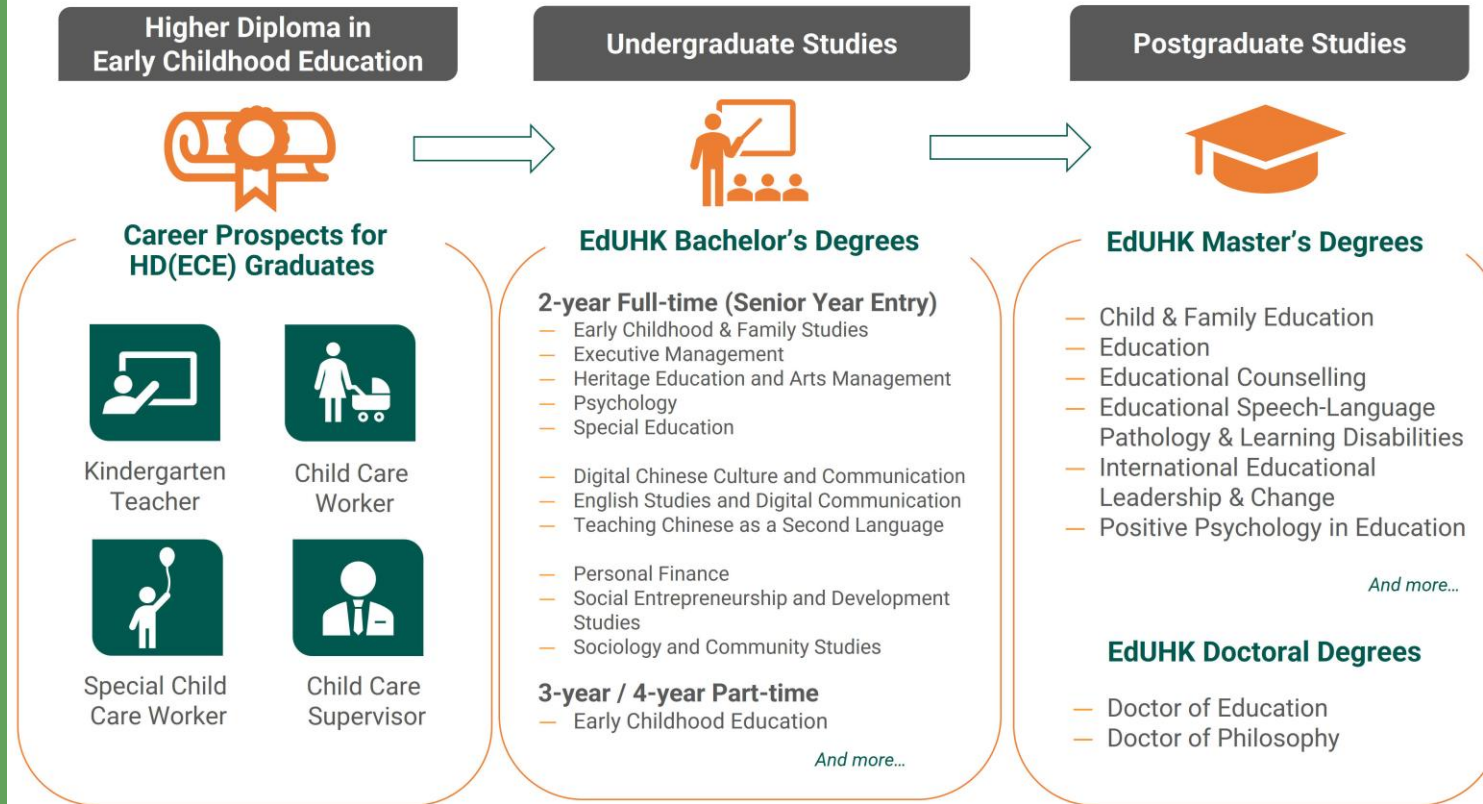 Higher Diploma in
Early Childhood Education
Career Prospects for
HD(ECE) Graduates
Kindergarten
Teacher
Child Care
Worker
Special Child
Care Worker
Child Care
Supervisor
Undergraduate Studies
EdUHK Bachelor's Degrees
2-year Full-time (Senior Year Entry)
— Early Childhood & Family Studies
— Executive Management
— Heritage Education and Arts Management
— Psychology
— Special Education
— Digital Chinese Culture and Communication
— English Studies and Digital Communication
— Teaching Chinese as a Second Language
— Personal Finance
— Social Entrepreneurship and Development
Studies
— Sociology and Community Studies
3-year / 4-year Part-time
— Early Childhood Education
And more...
Postgraduate Studies
EdUHK Master's Degrees
— Child & Family Education
— Education
— Educational Counselling
— Educational Speech-Language
Pathology & Learning Disabilities
— International Educational
Leadership & Change
— Positive Psychology in Education
And more...
EdUHK Doctoral Degrees
— Doctor of Education
— Doctor of Philosophy